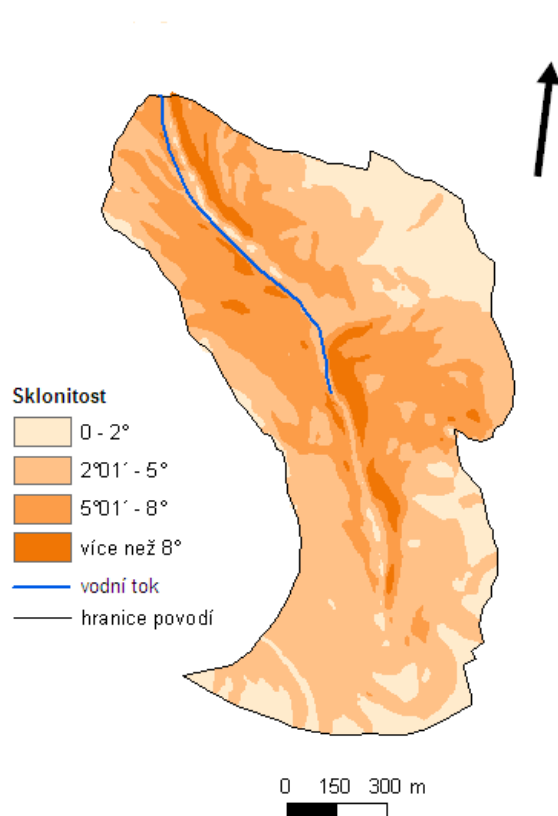 Sklonitost
0 - 2°
2°01´ - 5°
5°01´ - 8°
více než 8°
vodní tok
hranice povodí
0 150 300 m